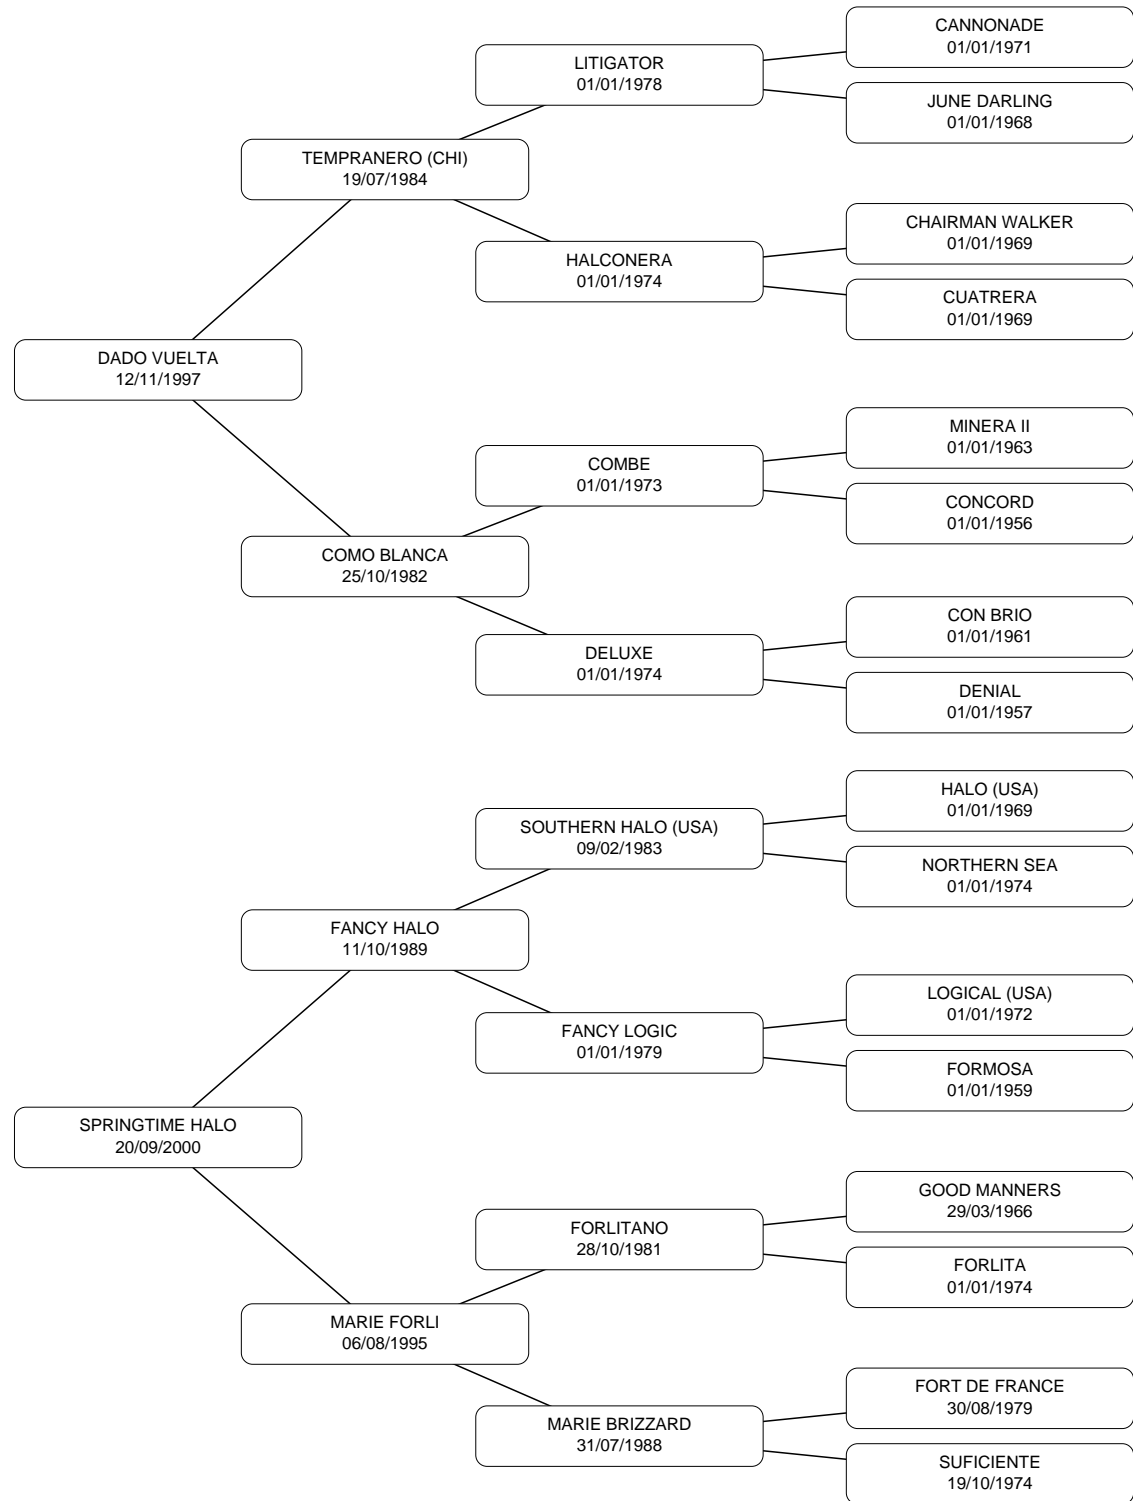 CANNONADE
01/01/1971
LITIGATOR
01/01/1978
JUNE DARLING
01/01/1968
TEMPRANERO (CHI)
19/07/1984
CHAIRMAN WALKER
01/01/1969
HALCONERA
01/01/1974
CUATRERA
01/01/1969
DADO VUELTA
12/11/1997
MINERA II
01/01/1963
COMBE
01/01/1973
CONCORD
01/01/1956
COMO BLANCA
25/10/1982
CON BRIO
01/01/1961
DELUXE
01/01/1974
DENIAL
01/01/1957
HALO (USA)
01/01/1969
SOUTHERN HALO (USA)
09/02/1983
NORTHERN SEA
01/01/1974
FANCY HALO
11/10/1989
LOGICAL (USA)
01/01/1972
FANCY LOGIC
01/01/1979
FORMOSA
01/01/1959
SPRINGTIME HALO
20/09/2000
GOOD MANNERS
29/03/1966
FORLITANO
28/10/1981
FORLITA
01/01/1974
MARIE FORLI
06/08/1995
FORT DE FRANCE
30/08/1979
MARIE BRIZZARD
31/07/1988
SUFICIENTE
19/10/1974